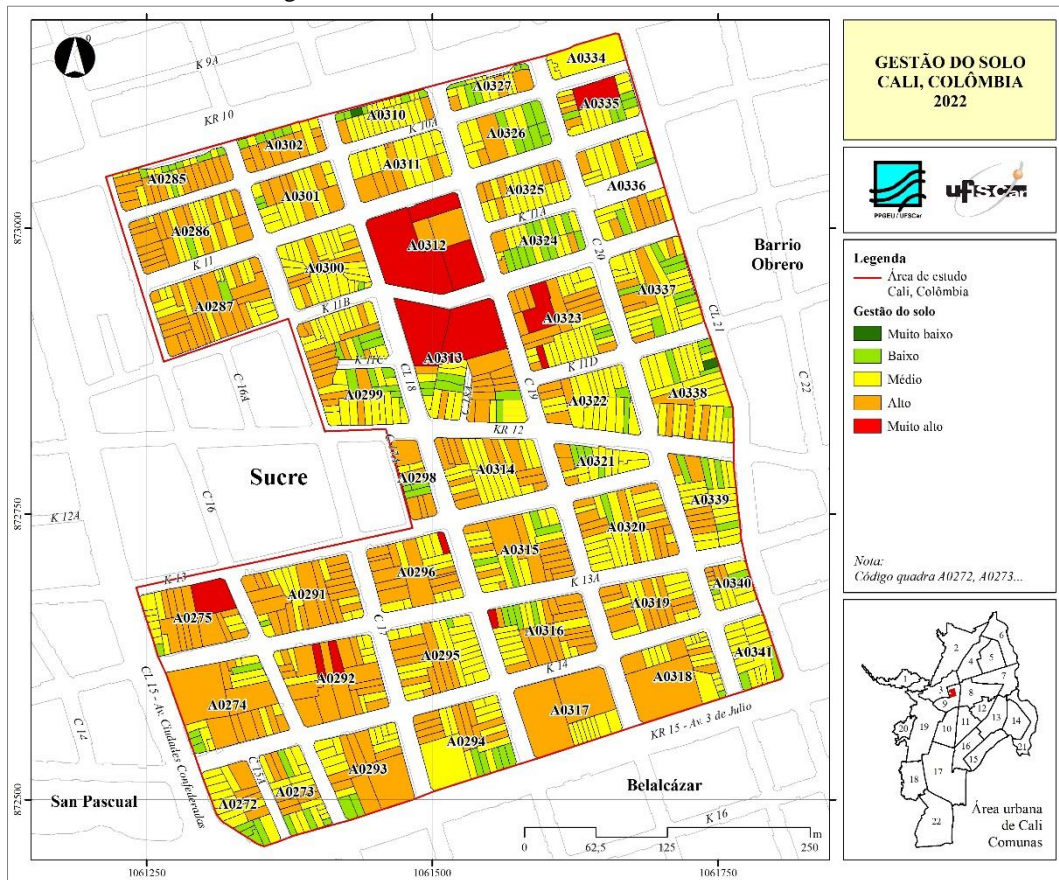 GESTÃO DO SOLO
CALI, COLÔMBIA
2022
PPGEU / UFSCar
ufscar
Legenda
Área de estudo
Cali, Colômbia
Gestão do solo
Muito baixo
Baixo
Médio
Alto
Muito alto
Nota:
Código quadra A0272, A0273...
Área urbana
de Cali
Comunas
1
2
3
4
5
6
7
8
9
10
11
12
13
14
15
16
17
18
19
20
21
22
K 9A
KR 10
A0334
A0327
A0335
A0310
K 10A
A0326
A0302
A0311
A0285
A0301
A0325
A0336
K 11A
A0286
A0312
A0324
K 11
A0300
C 20
Barrio
Obrero
A0287
K 11B
A0323
A0337
CL 21
A0313
K 11C
CL 18
K 11D
C 16A
A0299
C 19
A0322
A0338
C 22
KR 12
Sucre
A0298
A0314
A0321
K 12A
C 16
A0339
A0315
A0320
K 13
A0296
K 13A
A0291
A0340
A0275
A0319
C 17
A0316
A0295
A0292
K 14
A0341
A0318
A0274
A0317
C 14
CL 15 - Av. Ciudades Confederadas
KR 15 - Av. 3 de Julio
A0294
C 15A
A0293
A0272
A0273
San Pascual
Belalcázar
K 16
0 62,5 125 250
m
873000
872750
872500
1061250 1061500 1061750